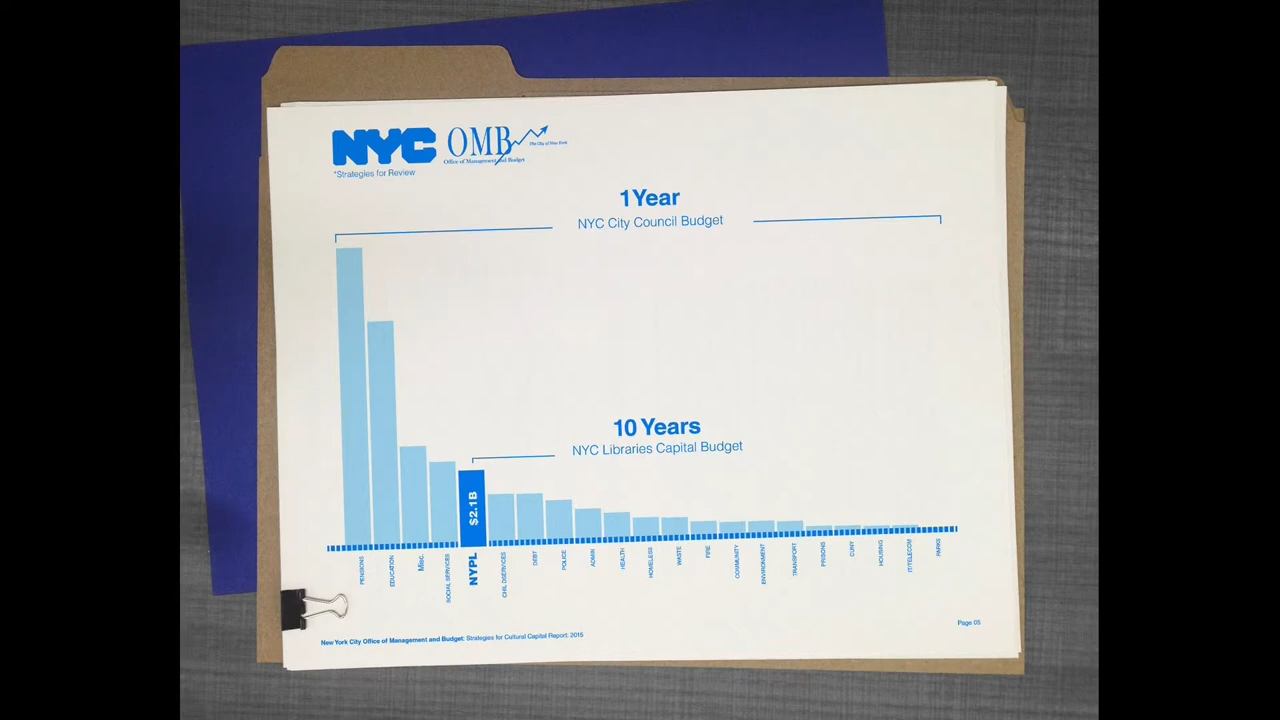 NYC OMB
The City of New York
Office of Management and Budget
*Strategies for Review
1 Year
NYC City Council Budget
10 Years
NYC Libraries Capital Budget
$2.1B
PENSIONS
EDUCATION
Misc.
SOCIAL SERVICES
NYPL
CHILDSERVICES
DEBT
POLICE
ADMIN
HEALTH
HOMELESS
WASTE
FIRE
COMMUNITY
ENVIRONMENT
TRANSPORT
PRISONS
CUNY
HOUSING
IT/TELECOM
PARKS
New York City Office of Management and Budget: Strategies for Cultural Capital Report: 2015
Page 05